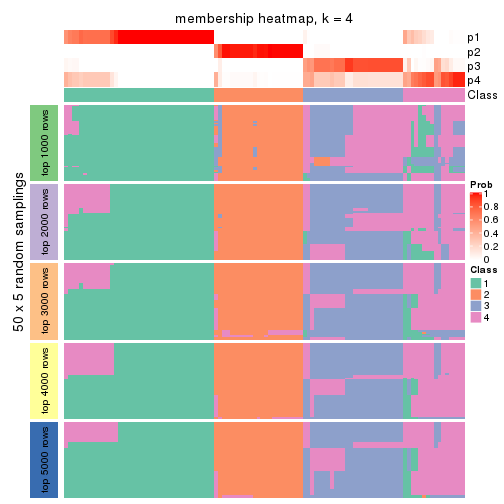 membership heatmap, k = 4
p1
p2
p3
p4
Class
50 x 5 random samplings
top 1000 rows
top 2000 rows
top 3000 rows
top 4000 rows
top 5000 rows
Prob
1
0.8
0.6
0.4
0.2
0
Class
1
2
3
4